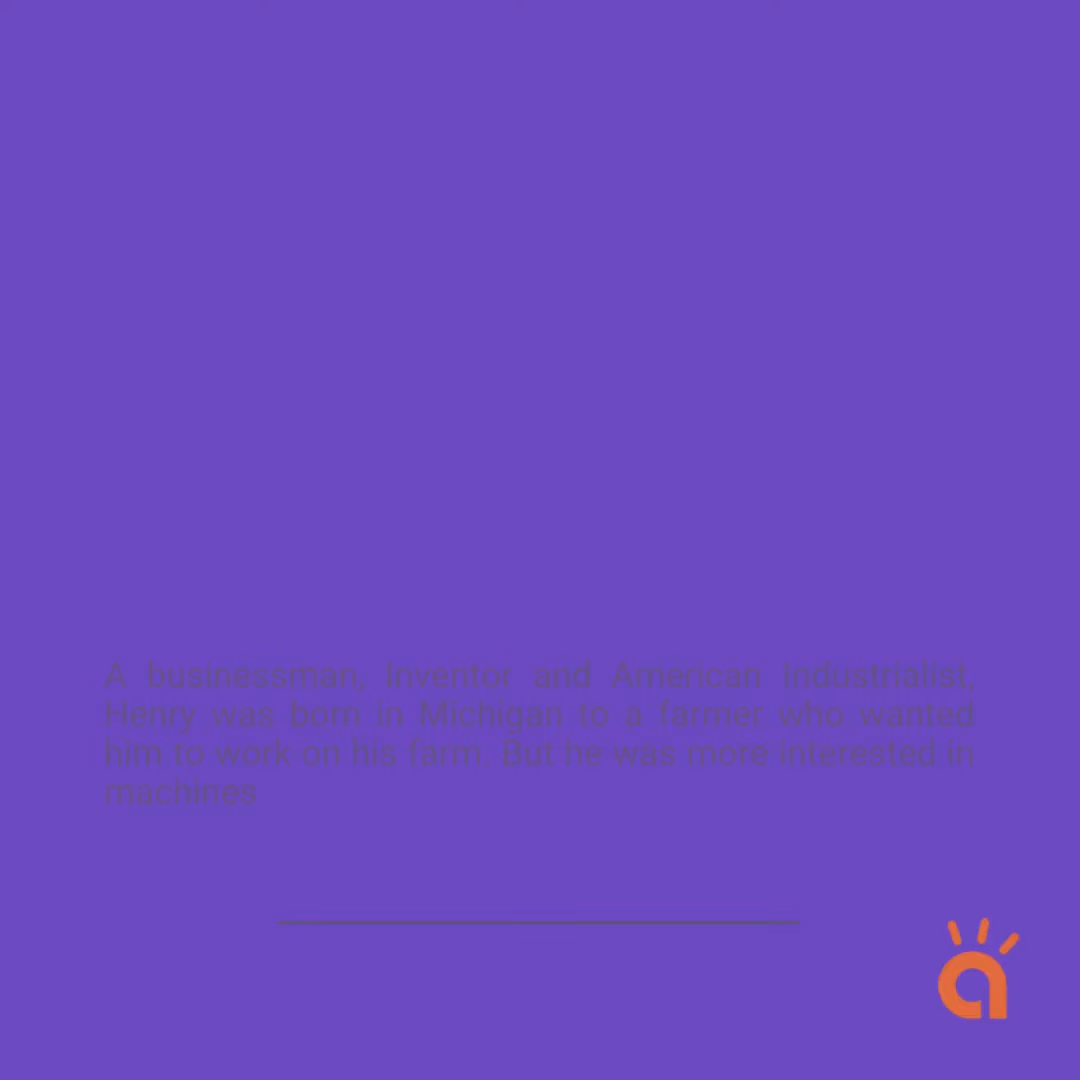 A businessman, Inventor and American Industrialist,
Henry was born in Michigan to a farmer who wanted
him to work on his farm. But he was more interested in
machines